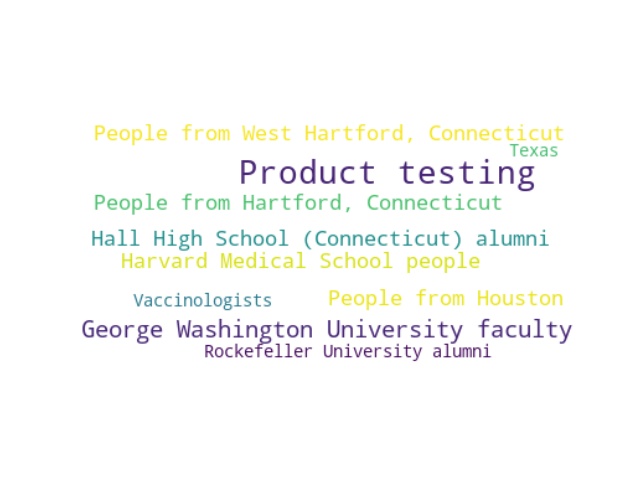 People from West Hartford, Connecticut
Texas
Product testing
People from Hartford, Connecticut
Hall High School (Connecticut) alumni
Harvard Medical School people
Vaccinologists
People from Houston
George Washington University faculty
Rockefeller University alumni